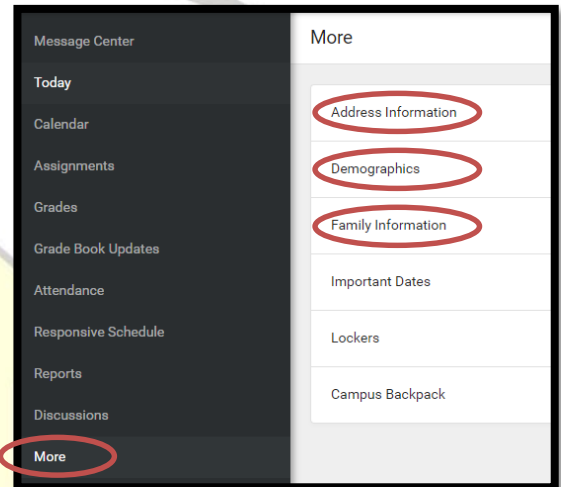 Message Center
Today
Calendar
Assignments
Grades
Grade Book Updates
Attendance
Responsive Schedule
Reports
Discussions
More
More
Address Information
Demographics
Family Information
Important Dates
Lockers
Campus Backpack